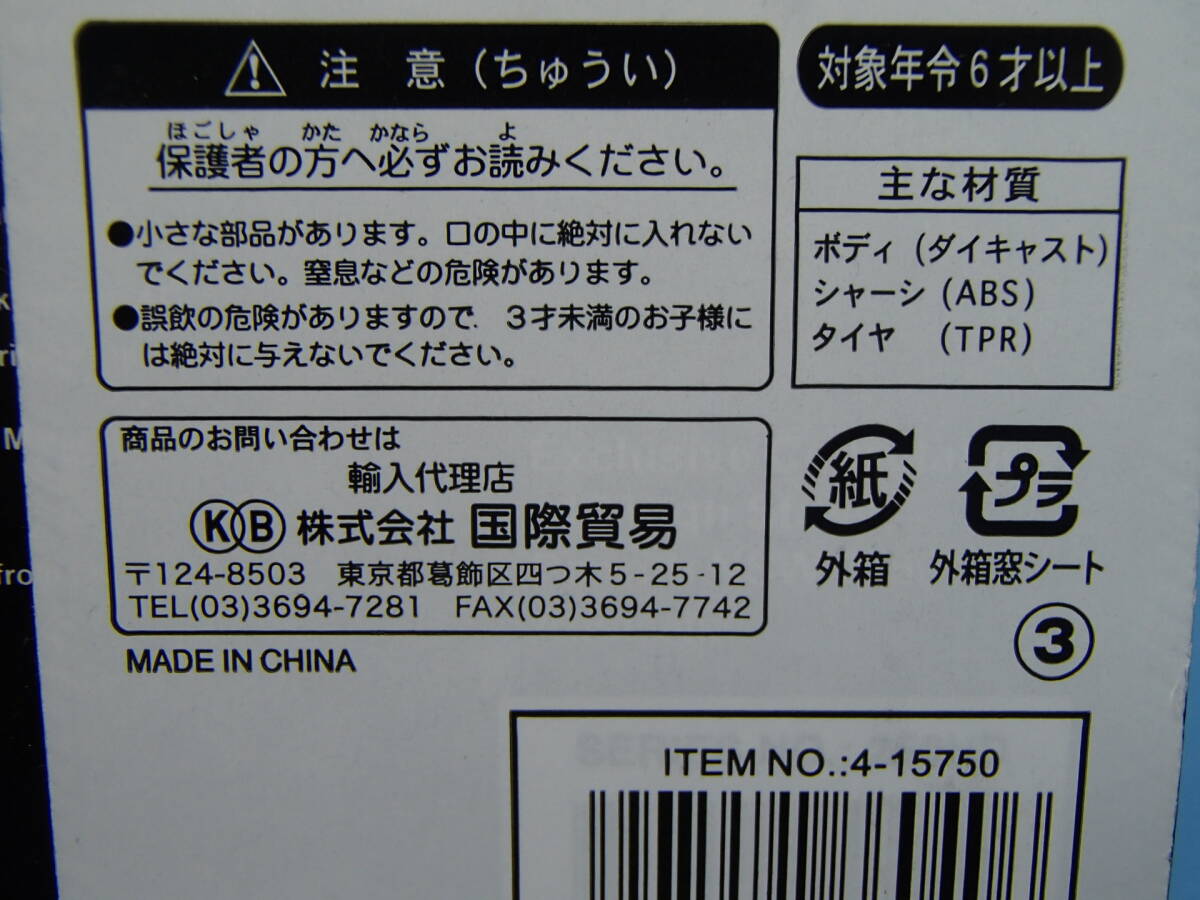 注 意 (ちゅうい)
ほごしゃ かた かなら よ
保護者の方へ必ずお読みください。
●小さな部品があります。口の中に絶対に入れない
でください。窒息などの危険があります。
●誤飲の危険がありますので. 3才未満のお子様に
は絶対に与えないでください。
対象年令6才以上
主な材質
ボディ (ダイキャスト)
シャーシ (ABS)
タイヤ (TPR)
商品のお問い合わせは
輸入代理店
KB 株式会社 国際貿易
〒124-8503 東京都葛飾区四つ木5-25-12
TEL(03)3694-7281 FAX(03)3694-7742
MADE IN CHINA
紙
外箱
プラ
外箱窓シート
③
ITEM NO.:4-15750